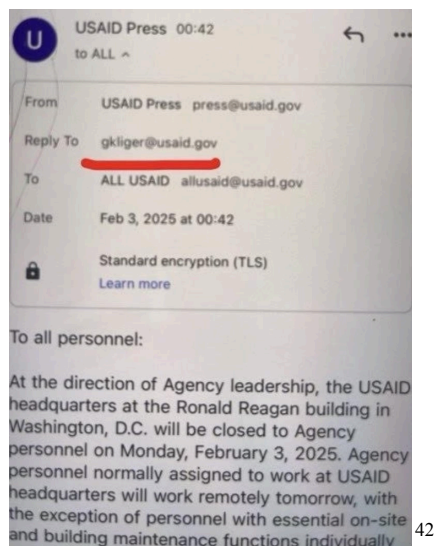 U
USAID Press 00:42
to ALL
From USAID Press press@usaid.gov
Reply To gkliger@usaid.gov
To ALL USAID allusaid@usaid.gov
Date Feb 3, 2025 at 00:42
Standard encryption (TLS)
Learn more
To all personnel:
At the direction of Agency leadership, the USAID
headquarters at the Ronald Reagan building in
Washington, D.C. will be closed to Agency
personnel on Monday, February 3, 2025. Agency
personnel normally assigned to work at USAID
headquarters will work remotely tomorrow, with
the exception of personnel with essential on-site
and building maintenance functions individually
42